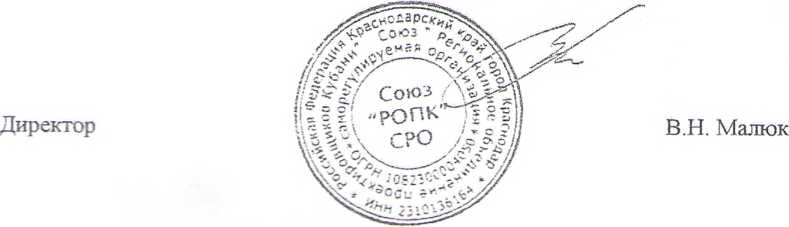 Директор
* Российская Федерация Краснодарский край город Краснодар * ИНН 2310136164
Союз "Региональное объединение проектировщиков Кубани"
* саморегулируемая организация * ОГРН
Союз
"РОПК"
СРО
В.Н. Малюк